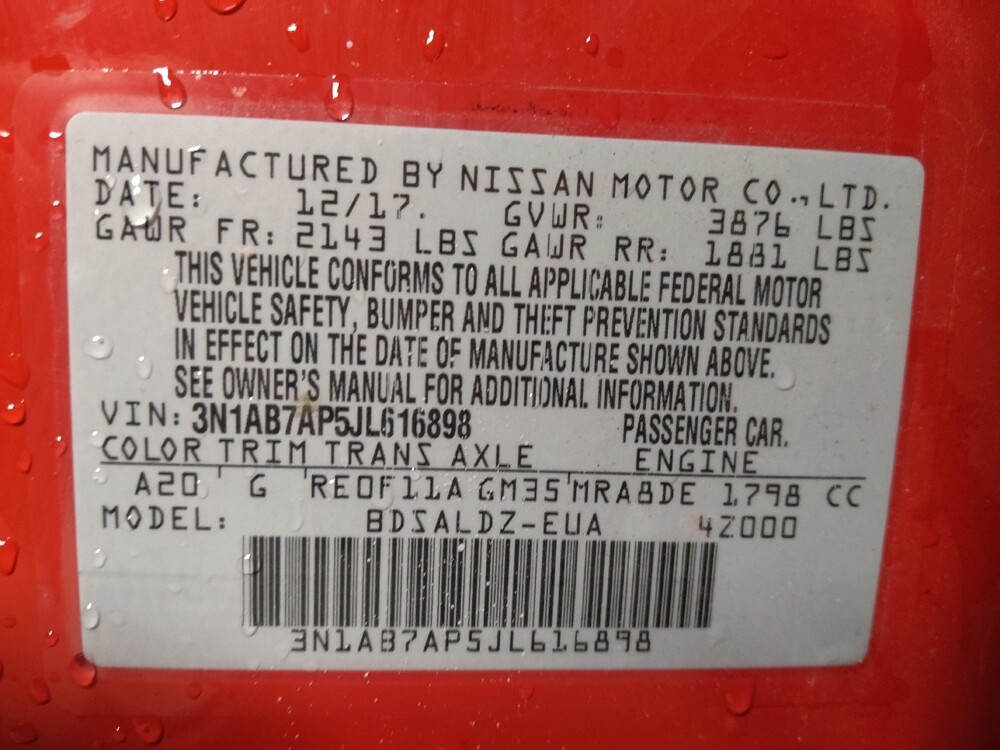 MANUFACTURED BY NISSAN MOTOR CO., LTD.
DATE: 12/17. GVWR: 3876 LBS
GAWR FR: 2143 LBS GAWR RR: 1881 LBS
THIS VEHICLE CONFORMS TO ALL APPLICABLE FEDERAL MOTOR
VEHICLE SAFETY, BUMPER AND THEFT PREVENTION STANDARDS
IN EFFECT ON THE DATE OF MANUFACTURE SHOWN ABOVE.
SEE OWNER'S MANUAL FOR ADDITIONAL INFORMATION.
VIN: 3N1AB7AP5JL616898 PASSENGER CAR.
COLOR TRIM TRANS AXLE ENGINE
A20 G RE0F11A GM35 MRA8DE 1.798 CC
MODEL: BDSALDZ-EUA 4Z000
3N1AB7AP5JL616898